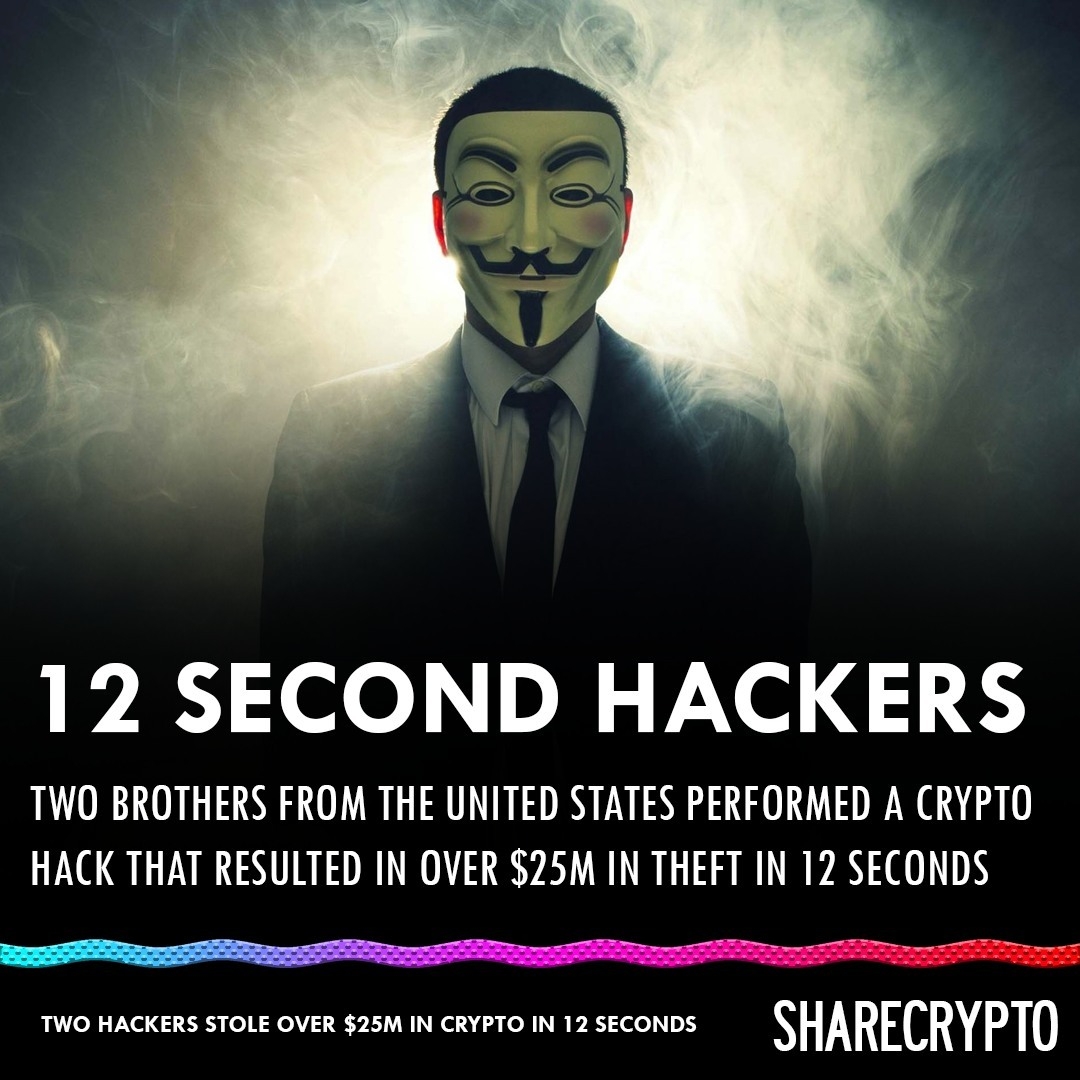 12 SECOND HACKERS
TWO BROTHERS FROM THE UNITED STATES PERFORMED A CRYPTO
HACK THAT RESULTED IN OVER $25M IN THEFT IN 12 SECONDS
TWO HACKERS STOLE OVER $25M IN CRYPTO IN 12 SECONDS
SHARECRYPTO